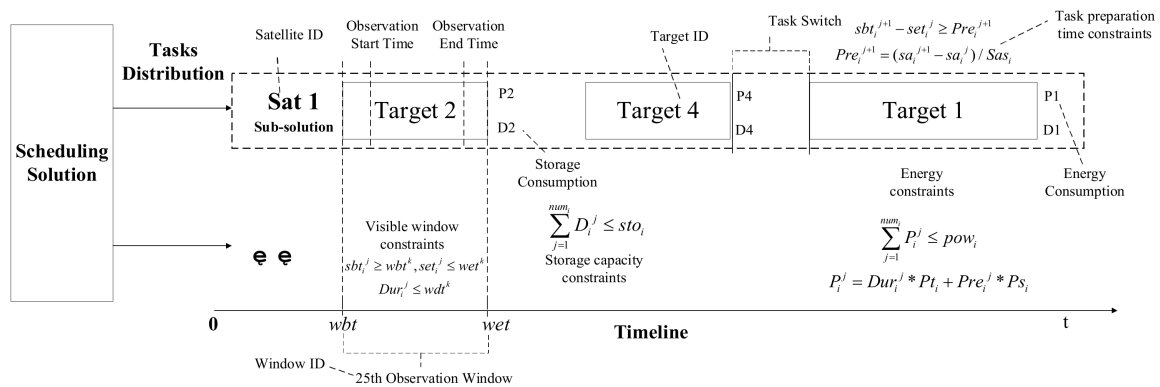 Tasks
Distribution
Scheduling
Solution
Satellite ID
Observation
Start Time
Observation
End Time
Target ID
Task Switch
sbt_i^{j+1} − set_i^j ≥ Pre_i^{j+1}
Pre_i^{j+1} = (sa_i^{j+1} − sa_i^j) / Sas_i
Task preparation
time constraints
Sat 1
Sub-solution
Target 2
P2
D2
Target 4
P4
D4
Target 1
P1
D1
Storage
Consumption
Energy
constraints
Energy
Consumption
Visible window
constraints
sbt_i^j ≥ wbt^k, set_i^j ≤ wet^k
Dur_i^j ≤ wdt^k
∑_{j=1}^{num_i} D_i^j ≤ sto_i
Storage capacity
constraints
∑_{j=1}^{num_i} P_i^j ≤ pow_i
P_i^j = Dur_i^j * Pt_i + Pre_i^j * Ps_i
ę ę
0
wbt
wet
Timeline
t
Window ID
25th Observation Window